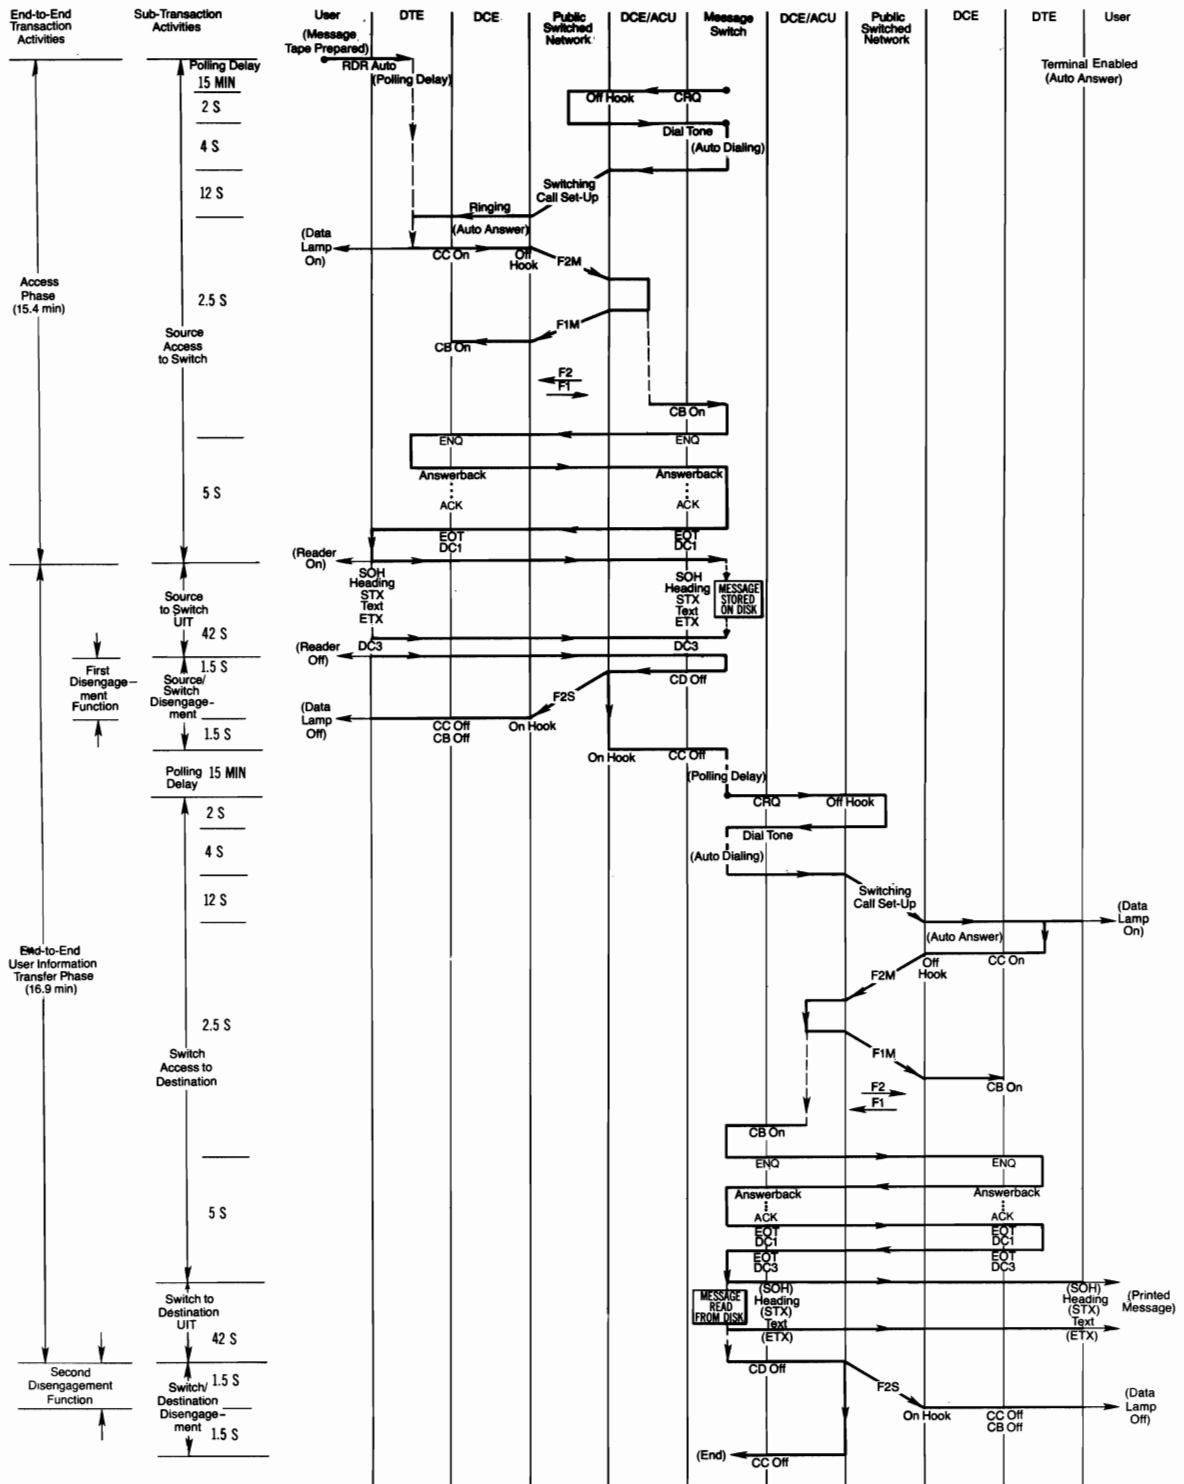 End-to-End
Transaction
Activities
Sub-Transaction
Activities
User
DTE
DCE
Public
Switched
Network
DCE/ACU
Message
Switch
DCE/ACU
Public
Switched
Network
DCE
DTE
User
(Message
Tape Prepared)
Polling Delay
15 MIN
RDR Auto
(Polling Delay)
Terminal Enabled
(Auto Answer)
2 S
Off Hook
CRQ
Dial Tone
4 S
(Auto Dialing)
12 S
Switching
Call Set-Up
Ringing
(Auto Answer)
(Data
Lamp
On)
CC On
Off
Hook
F2M
Access
Phase
(15.4 min)
2.5 S
Source
Access
to Switch
F1M
CB On
F2
F1
CB On
ENQ
ENQ
Answerback
Answerback
5 S
ACK
ACK
EOT
DC1
EOT
DC1
(Reader
On)
SOH
Heading
STX
Text
ETX
SOH
Heading
STX
Text
ETX
MESSAGE
STORED
ON DISK
Source
to Switch
UIT
42 S
DC3
DC3
(Reader
Off)
First
Disengage-
ment
Function
1.5 S
Source/
Switch
Disengage-
ment
CD Off
F2S
(Data
Lamp
Off)
CC Off
CB Off
On Hook
1.5 S
On Hook
CC Off
Polling
Delay
15 MIN
(Polling Delay)
CRQ
Off Hook
2 S
Dial Tone
4 S
(Auto Dialing)
12 S
Switching
Call Set-Up
(Data
Lamp
On)
(Auto Answer)
End-to-End
User Information
Transfer Phase
(16.9 min)
Off
Hook
CC On
F2M
2.5 S
Switch
Access to
Destination
F1M
CB On
F2
F1
CB On
ENQ
ENQ
Answerback
Answerback
5 S
ACK
ACK
EOT
DC1
EOT
DC1
EOT
DC3
EOT
DC3
Switch to
Destination
UIT
42 S
MESSAGE
READ
FROM DISK
(SOH)
Heading
(STX)
Text
(ETX)
(SOH)
Heading
(STX)
Text
(ETX)
(Printed
Message)
Second
Disengagement
Function
1.5 S
Switch/
Destination
Disengage-
ment
1.5 S
CD Off
F2S
On Hook
CC Off
CB Off
(Data
Lamp
Off)
(End)
CC Off